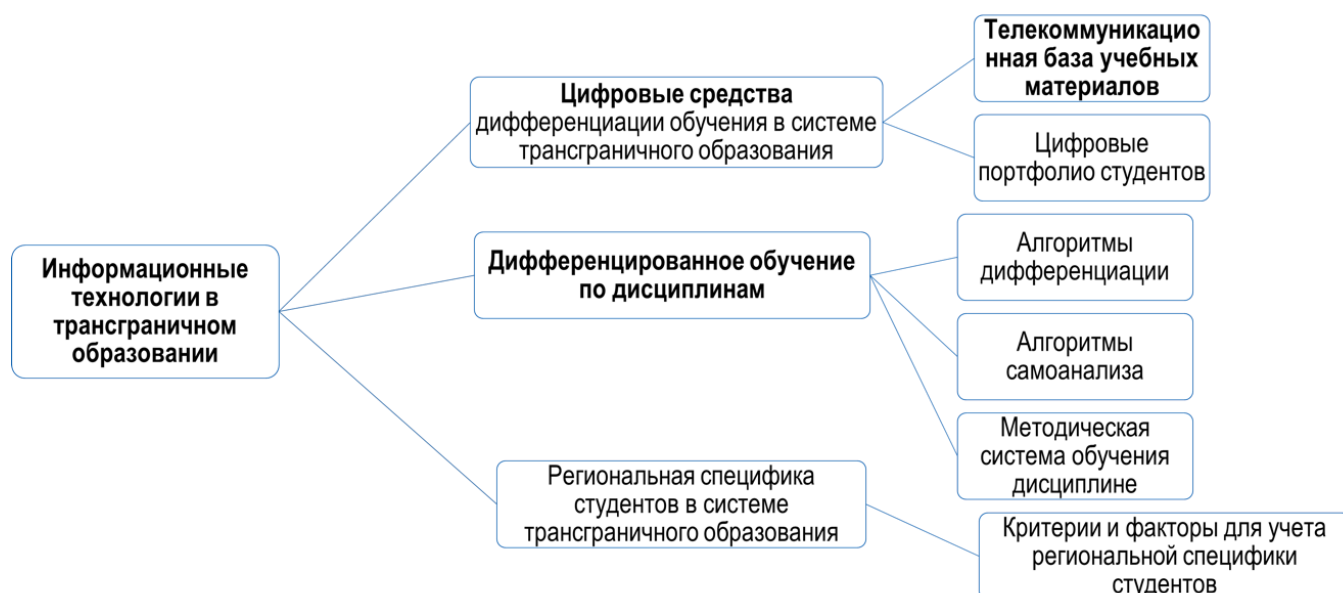 Информационные
технологии в
трансграничном
образовании
Цифровые средства
дифференциации обучения в системе
трансграничного образования
Телекоммуникацио
нная база учебных
материалов
Цифровые
портфолио студентов
Дифференцированное обучение
по дисциплинам
Алгоритмы
дифференциации
Алгоритмы
самоанализа
Методическая
система обучения
дисциплине
Региональная специфика
студентов в системе
трансграничного образования
Критерии и факторы для учета
региональной специфики
студентов